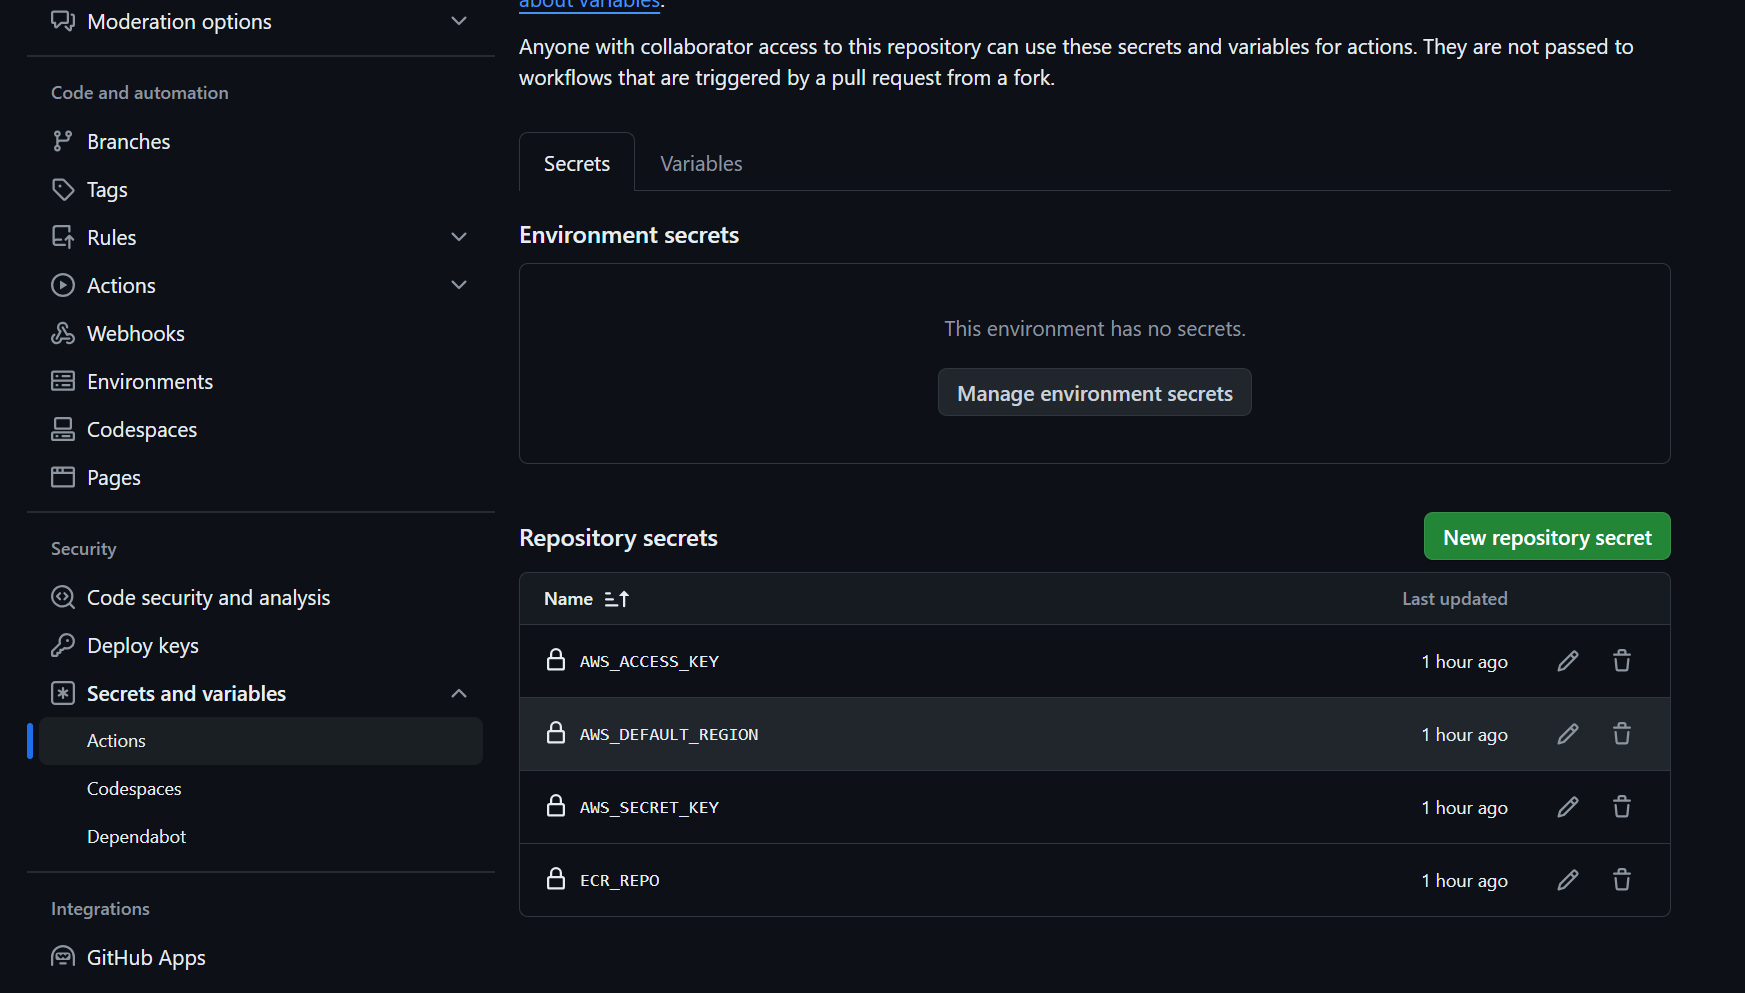 Moderation options
Code and automation
Branches
Tags
Rules
Actions
Webhooks
Environments
Codespaces
Pages
Security
Code security and analysis
Deploy keys
Secrets and variables
Actions
Codespaces
Dependabot
Integrations
GitHub Apps
about variables.
Anyone with collaborator access to this repository can use these secrets and variables for actions. They are not passed to
workflows that are triggered by a pull request from a fork.
Secrets Variables
Environment secrets
This environment has no secrets.
Manage environment secrets
Repository secrets New repository secret
Name Last updated
AWS_ACCESS_KEY 1 hour ago
AWS_DEFAULT_REGION 1 hour ago
AWS_SECRET_KEY 1 hour ago
ECR_REPO 1 hour ago